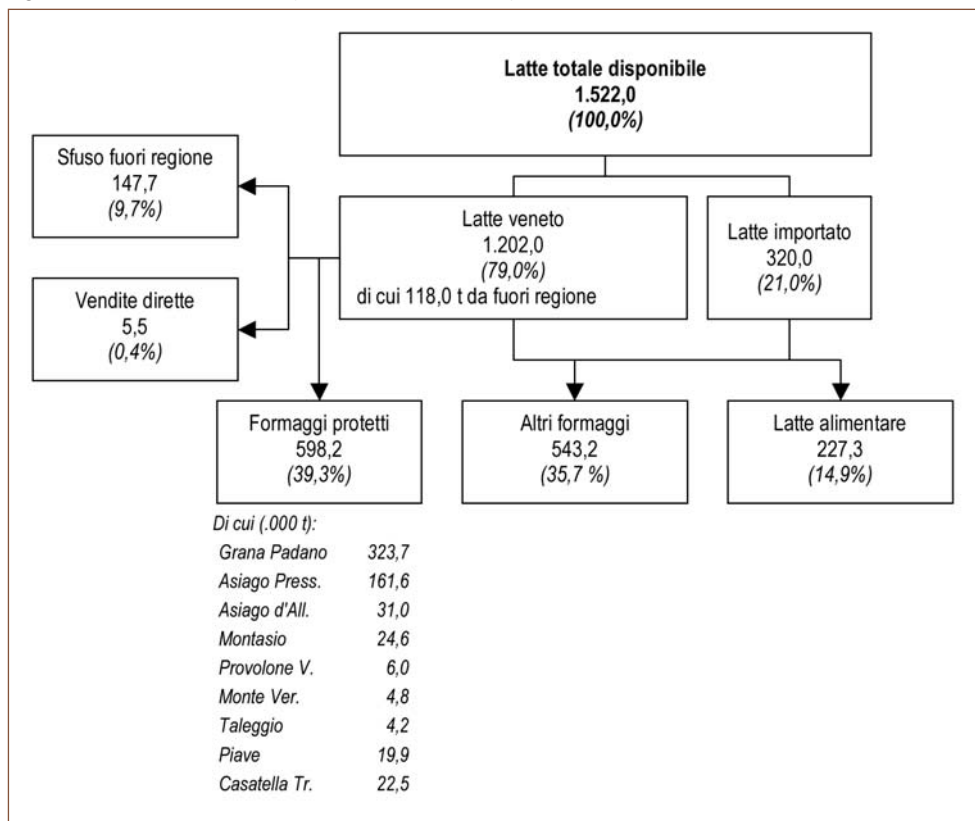 Latte totale disponibile
1.522,0
(100,0%)
Sfuso fuori regione
147,7
(9,7%)
Latte veneto
1.202,0
(79,0%)
di cui 118,0 t da fuori regione
Latte importato
320,0
(21,0%)
Vendite dirette
5,5
(0,4%)
Formaggi protetti
598,2
(39,3%)
Altri formaggi
543,2
(35,7 %)
Latte alimentare
227,3
(14,9%)
Di cui (.000 t):
Grana Padano 323,7
Asiago Press. 161,6
Asiago d'All. 31,0
Montasio 24,6
Provolone V. 6,0
Monte Ver. 4,8
Taleggio 4,2
Piave 19,9
Casatella Tr. 22,5